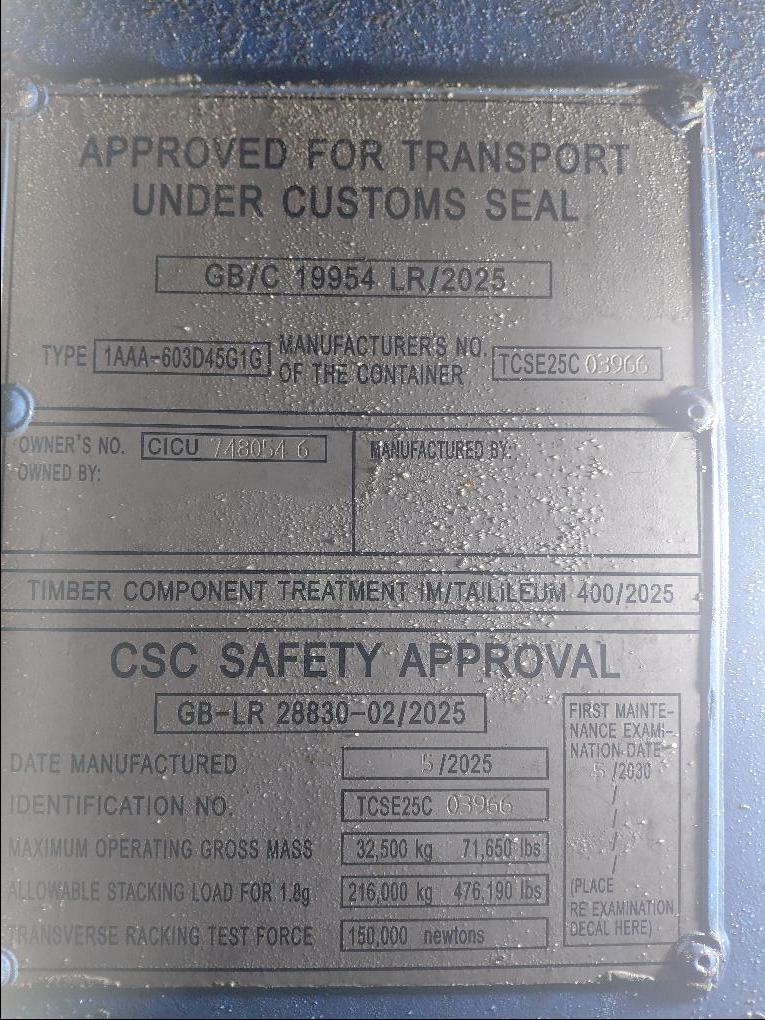 APPROVED FOR TRANSPORT
UNDER CUSTOMS SEAL
GB/C 19954 LR/2025
TYPE 1AAA-603D45G1G
MANUFACTURER'S NO.
OF THE CONTAINER
TCSE25C 03966
OWNER'S NO. CICU 748054 6
OWNED BY:
MANUFACTURED BY:
TIMBER COMPONENT TREATMENT IM/TAILILEUM 400/2025
CSC SAFETY APPROVAL
GB-LR 28830-02/2025
DATE MANUFACTURED 5/2025
IDENTIFICATION NO. TCSE25C 03966
MAXIMUM OPERATING GROSS MASS 32,500 kg 71,650 lbs
ALLOWABLE STACKING LOAD FOR 1.8g 216,000 kg 476,190 lbs
TRANSVERSE RACKING TEST FORCE 150,000 newtons
FIRST MAINTE-
NANCE EXAMI-
NATION DATE
5/2030
/
/
/
/
(PLACE
RE EXAMINATION
DECAL HERE)